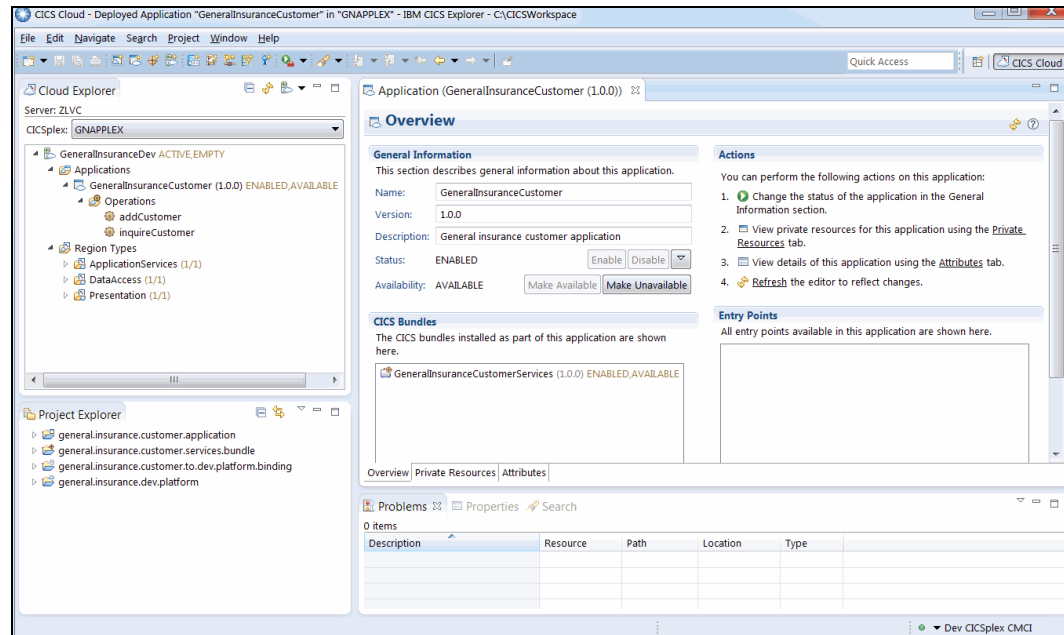 CICS Cloud - Deployed Application "GeneralInsuranceCustomer" in "GNAPPLEX" - IBM CICS Explorer - C:\CICSWorkspace
File Edit Navigate Search Project Window Help
Quick Access
CICS Cloud
Cloud Explorer
Server: ZLVC
CICSplex: GNAPPLEX
GeneralInsuranceDev ACTIVE,EMPTY
Applications
GeneralInsuranceCustomer (1.0.0) ENABLED,AVAILABLE
Operations
addCustomer
inquireCustomer
Region Types
ApplicationServices (1/1)
DataAccess (1/1)
Presentation (1/1)
Project Explorer
general.insurance.customer.application
general.insurance.customer.services.bundle
general.insurance.customer.to.dev.platform.binding
general.insurance.dev.platform
Application (GeneralInsuranceCustomer (1.0.0))
Overview
General Information
This section describes general information about this application.
Name: GeneralInsuranceCustomer
Version: 1.0.0
Description: General insurance customer application
Status: ENABLED Enable Disable
Availability: AVAILABLE Make Available Make Unavailable
CICS Bundles
The CICS bundles installed as part of this application are shown
here.
GeneralInsuranceCustomerServices (1.0.0) ENABLED,AVAILABLE
Actions
You can perform the following actions on this application:
1. Change the status of the application in the General
Information section.
2. View private resources for this application using the Private
Resources tab.
3. View details of this application using the Attributes tab.
4. Refresh the editor to reflect changes.
Entry Points
All entry points available in this application are shown here.
Overview Private Resources Attributes
Problems Properties Search
0 items
Description Resource Path Location Type
Dev CICSplex CMCI